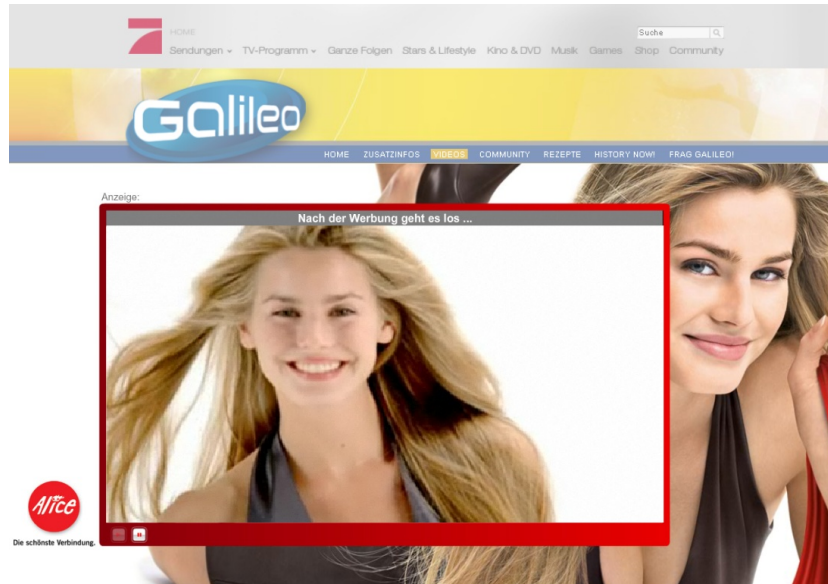 HOME
Suche
Sendungen TV-Programm Ganze Folgen Stars & Lifestyle Kino & DVD Musik Games Shop Community
Galileo
HOME ZUSATZINFOS VIDEOS COMMUNITY REZEPTE HISTORY NOW! FRAG GALILEO!
Anzeige:
Nach der Werbung geht es los ...
Alice
Die schönste Verbindung.